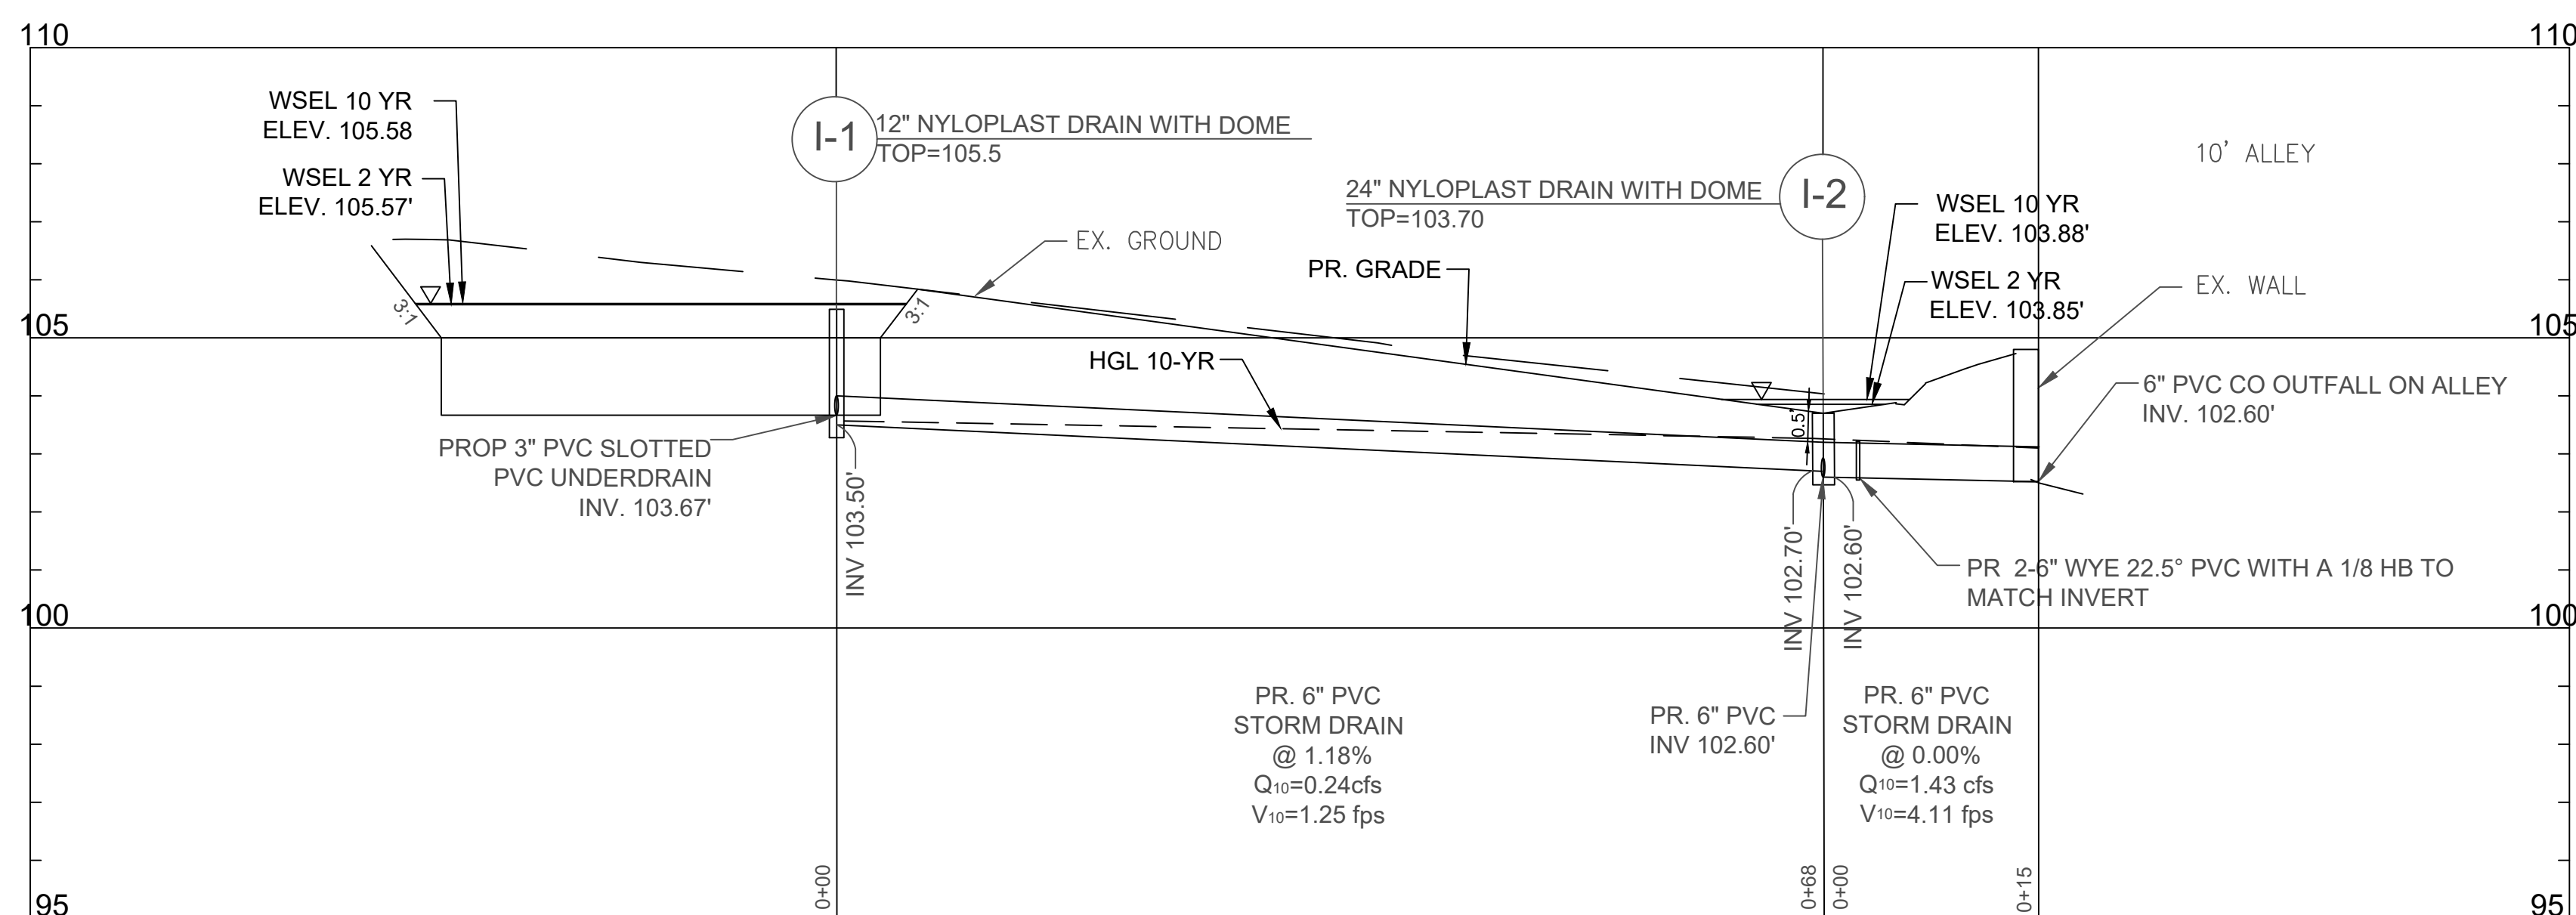 110
110
WSEL 10 YR
ELEV. 105.58
WSEL 2 YR
ELEV. 105.57'
I-1
12" NYLOPLAST DRAIN WITH DOME
TOP=105.5
10' ALLEY
24" NYLOPLAST DRAIN WITH DOME
TOP=103.70
I-2
WSEL 10 YR
ELEV. 103.88'
EX. GROUND
PR. GRADE
WSEL 2 YR
ELEV. 103.85'
EX. WALL
3:1
3:1
105
105
HGL 10-YR
0.5'
6" PVC CO OUTFALL ON ALLEY
INV. 102.60'
PROP 3" PVC SLOTTED
PVC UNDERDRAIN
INV. 103.67'
INV 103.50'
INV 102.70'
INV 102.60'
PR 2-6" WYE 22.5° PVC WITH A 1/8 HB TO
MATCH INVERT
100
100
PR. 6" PVC
STORM DRAIN
@ 1.18%
Q10=0.24cfs
V10=1.25 fps
PR. 6" PVC
INV 102.60'
PR. 6" PVC
STORM DRAIN
@ 0.00%
Q10=1.43 cfs
V10=4.11 fps
0+00
0+68
0+00
0+15
95
95